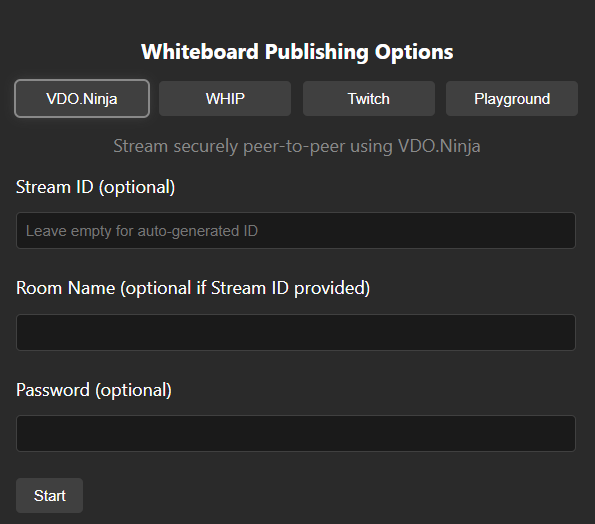 Whiteboard Publishing Options
VDO.Ninja WHIP Twitch Playground
Stream securely peer-to-peer using VDO.Ninja
Stream ID (optional)
Leave empty for auto-generated ID
Room Name (optional if Stream ID provided)
Password (optional)
Start